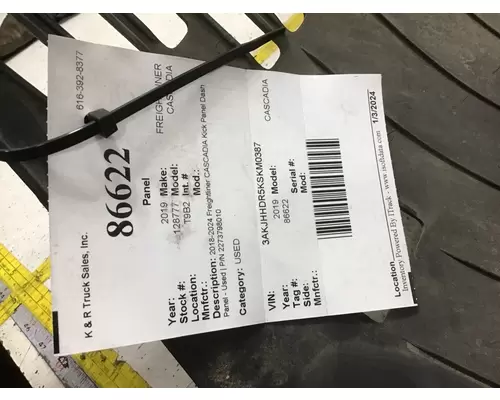 K & R Truck Sales, Inc. 616-392-8377
86622
Panel
Year: 2019 Make: FREIGHTLINER
Stock #: 128777 Model: CASCADIA
Location: T9B2 Int. #
Mnfctr.: Mod.:
Description: 2018-2024 Freightliner CASCADIA Kick Panel Dash
Panel - Used | P/N 2273798010
Category: USED
VIN: 3AKJHHDR5KSKM0387
Year: 2019 Model: CASCADIA
Tag #: 86622
Side: Serial #:
Mnfctr.: Mod:
Location
Inventory Powered By ITrack - www.isoftdata.com 1/3/2024